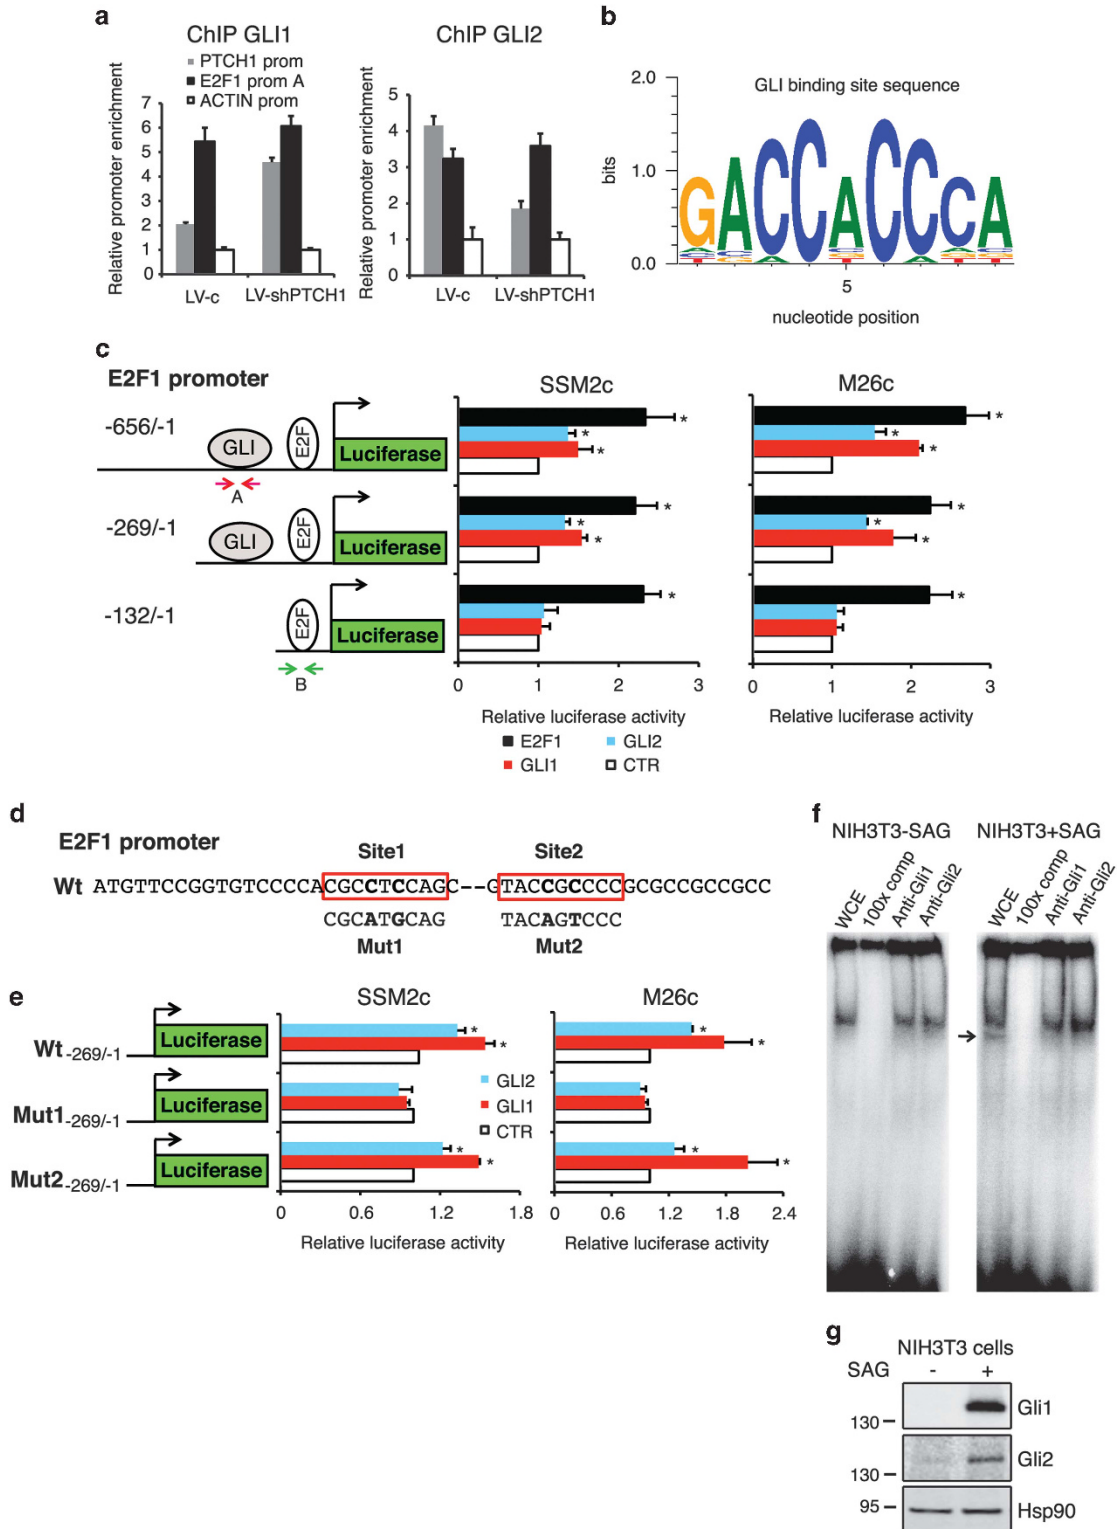 a
ChIP GLI1
PTCH1 prom
E2F1 prom A
ACTIN prom
Relative promoter enrichment
7
6
5
4
3
2
1
0
LV-c
LV-shPTCH1
ChIP GLI2
Relative promoter enrichment
5
4
3
2
1
0
LV-c
LV-shPTCH1
b
GLI binding site sequence
bits
2.0
1.0
0.0
GACCACCCA
5
nucleotide position
c
E2F1 promoter
SSM2c
M26c
-656/-1
GLI
E2F
Luciferase
A
-269/-1
GLI
E2F
Luciferase
-132/-1
E2F
Luciferase
B
* * * * * *
* * * * * *
* *
0 1 2 3
0 1 2 3
Relative luciferase activity
Relative luciferase activity
E2F1
GLI2
GLI1
CTR
d
E2F1 promoter
Site1
Site2
Wt ATGTTCCGGTGTCCCCACGCCTCCAGC--GTACCGCCCCGCGCCGCCGCC
CGCATGCAG
TACAGTCCC
Mut1
Mut2
e
SSM2c
M26c
Wt-269/-1
Luciferase
* * * *
Mut1-269/-1
Luciferase
GLI2
GLI1
CTR
Mut2-269/-1
Luciferase
* * * *
0 0.6 1.2 1.8
0 0.6 1.2 1.8 2.4
Relative luciferase activity
Relative luciferase activity
f
NIH3T3-SAG
NIH3T3+SAG
WCE
100x comp
Anti-Gli1
Anti-Gli2
WCE
100x comp
Anti-Gli1
Anti-Gli2
g
NIH3T3 cells
SAG - +
130
Gli1
130
Gli2
95
Hsp90